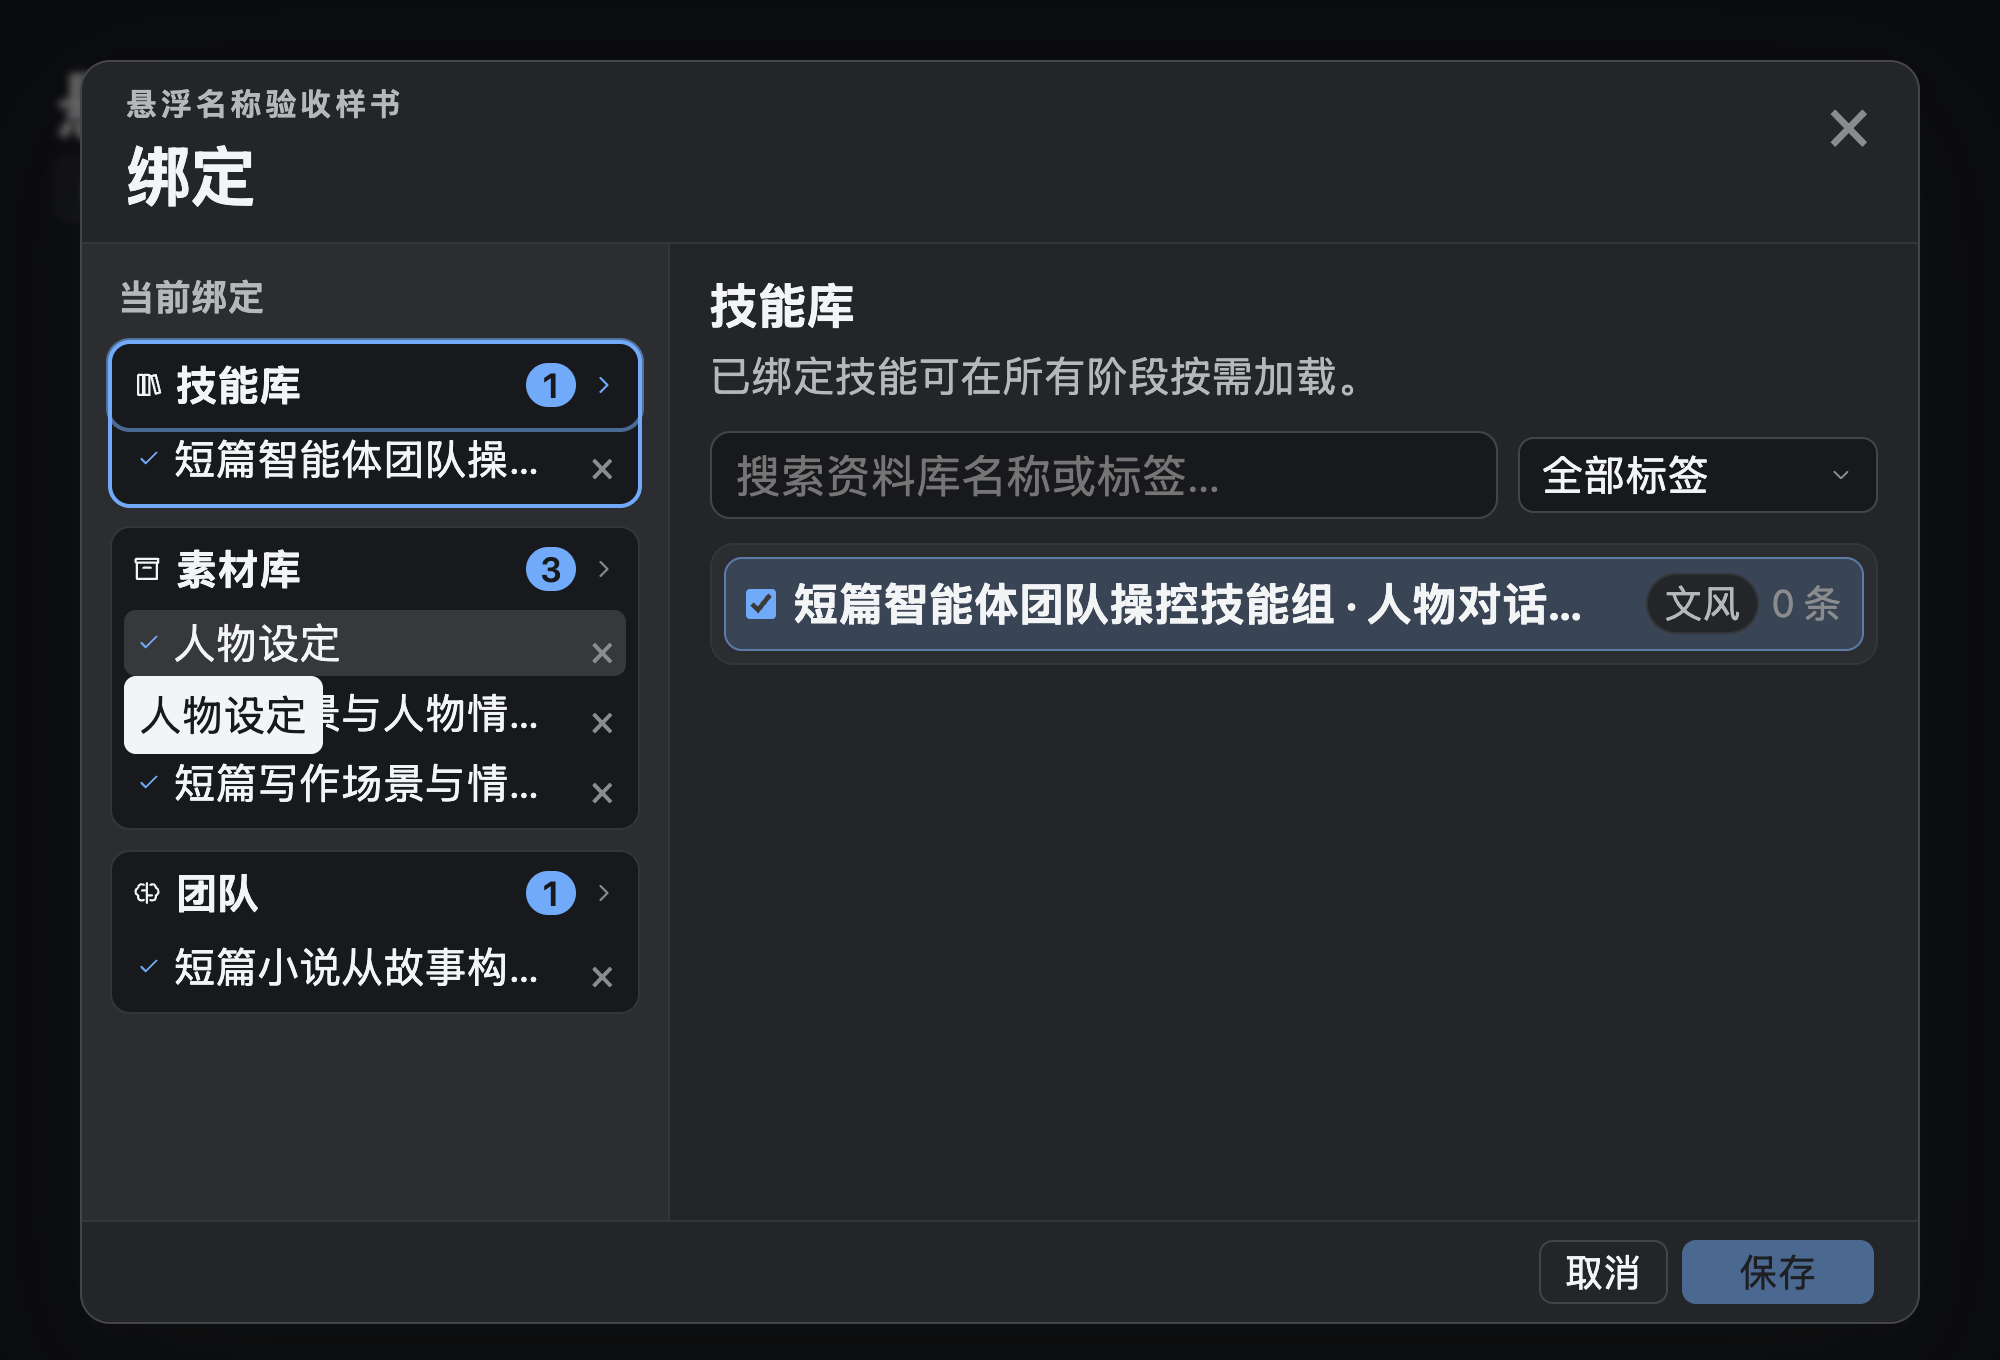 悬浮名称验收样书
绑定
当前绑定
技能库 1
短篇智能体团队操...
素材库 3
人物设定
人物设定
景与人物情...
短篇写作场景与情...
团队 1
短篇小说从故事构...
技能库
已绑定技能可在所有阶段按需加载。
搜索资料库名称或标签...
全部标签
短篇智能体团队操控技能组 · 人物对话... 文风 0 条
取消
保存